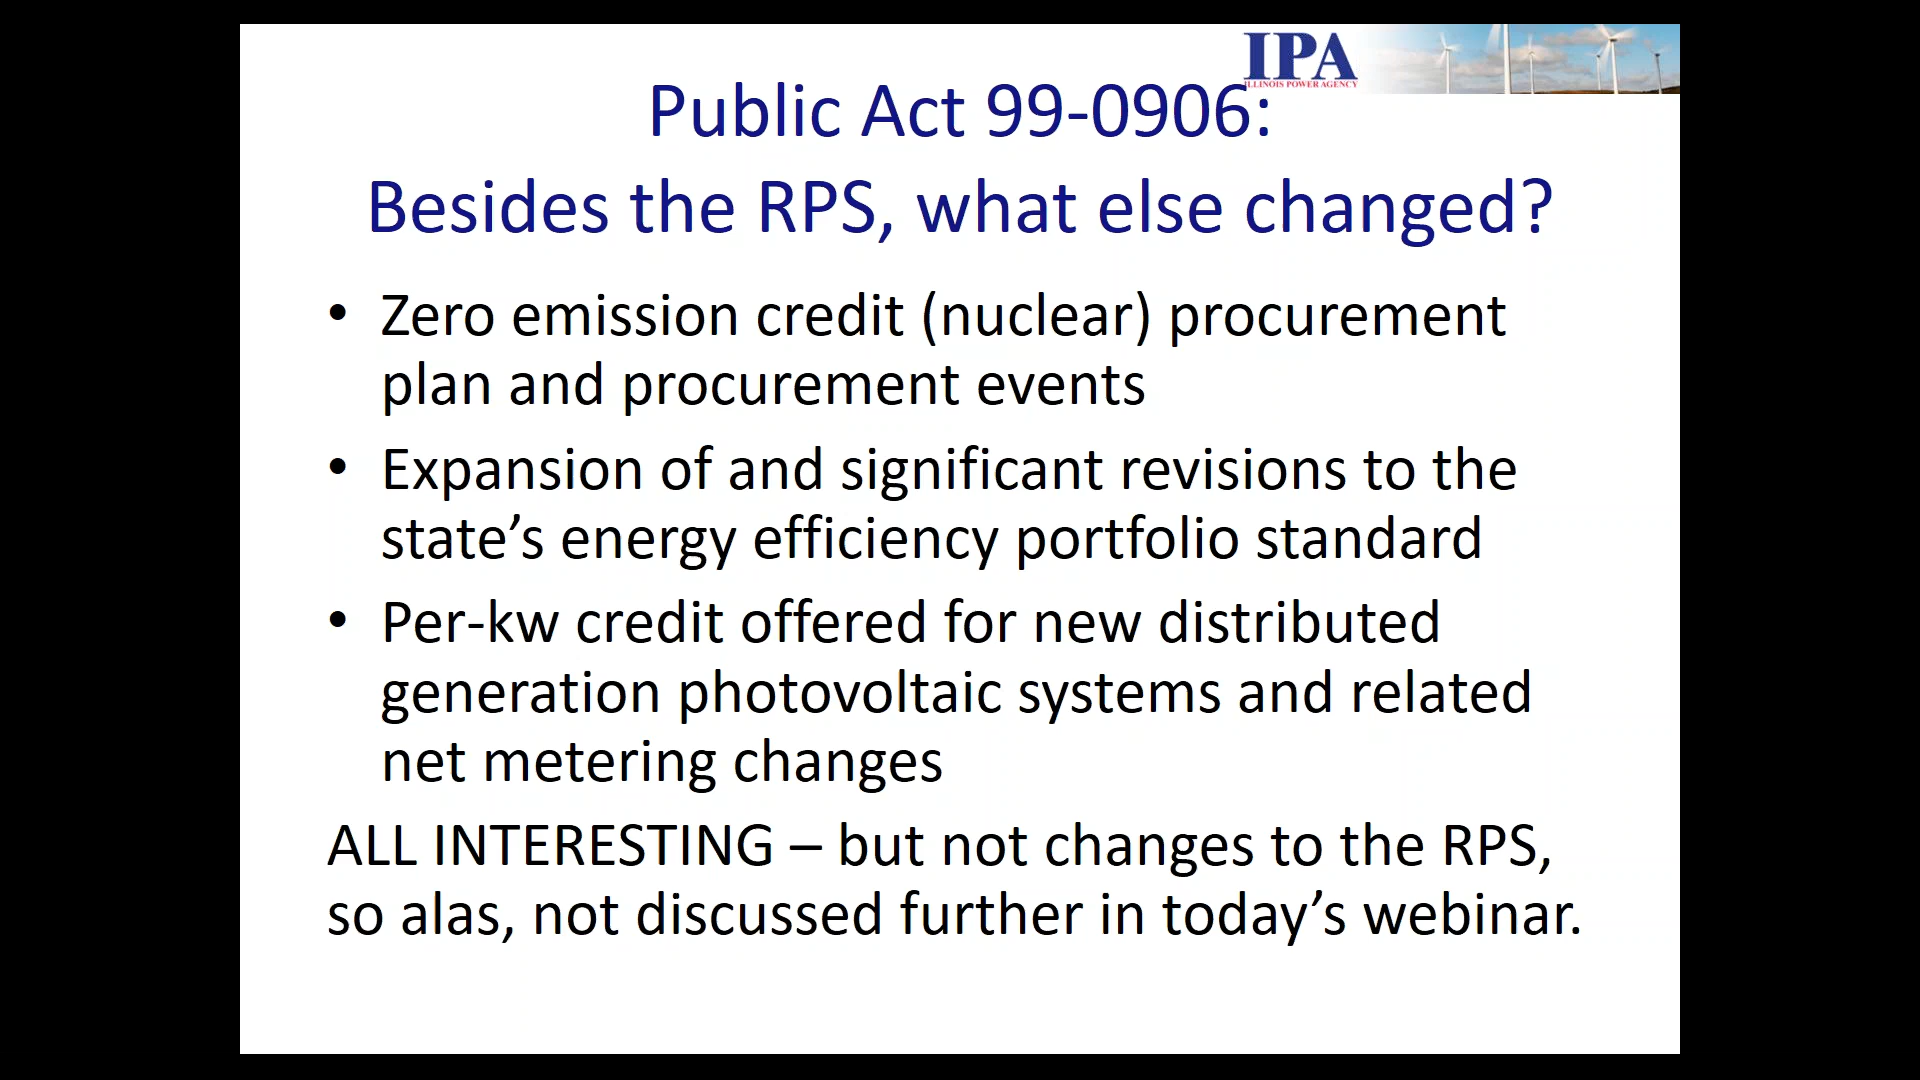 IPA
ILLINOIS POWER AGENCY
Public Act 99-0906:
Besides the RPS, what else changed?
• Zero emission credit (nuclear) procurement
plan and procurement events
• Expansion of and significant revisions to the
state’s energy efficiency portfolio standard
• Per-kw credit offered for new distributed
generation photovoltaic systems and related
net metering changes
ALL INTERESTING – but not changes to the RPS,
so alas, not discussed further in today’s webinar.